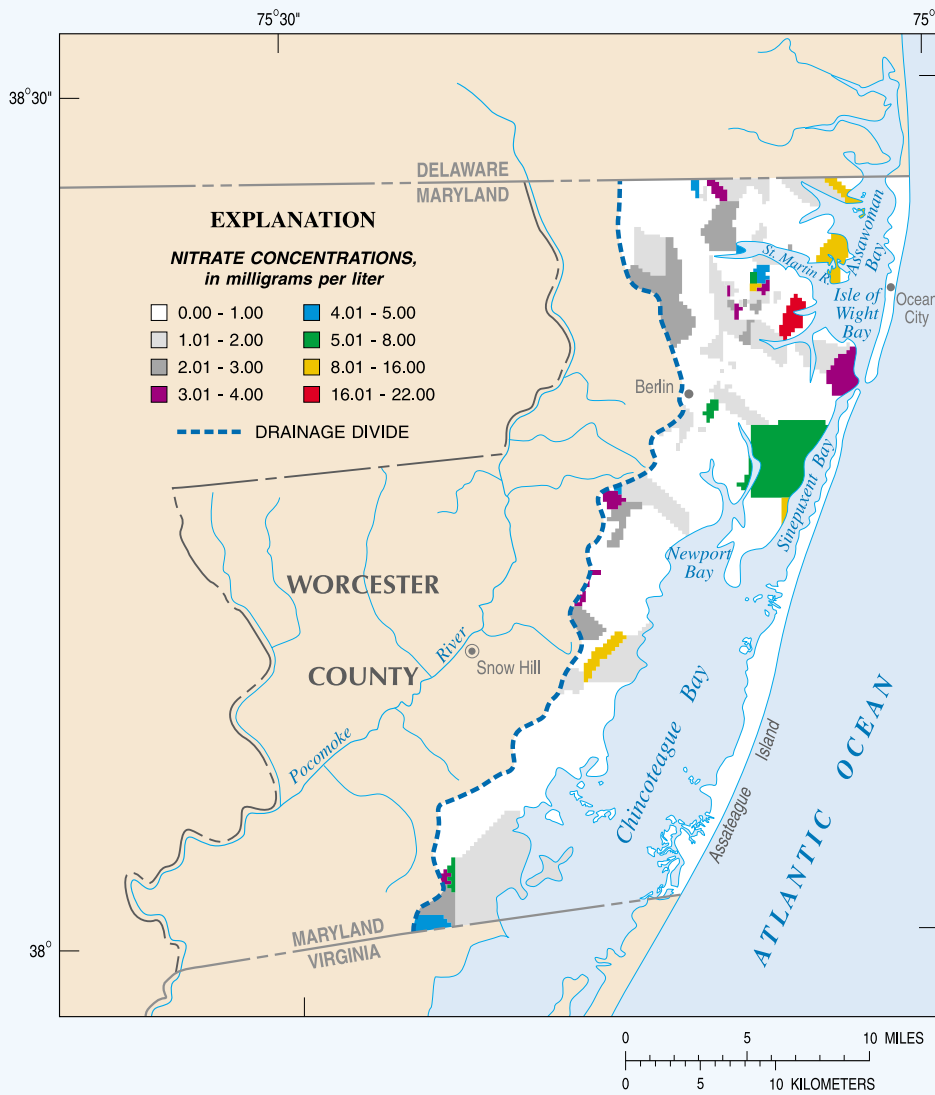 75°30"
75°
38°30"
DELAWARE
MARYLAND
EXPLANATION
NITRATE CONCENTRATIONS,
in milligrams per liter
0.00 - 1.00
1.01 - 2.00
2.01 - 3.00
3.01 - 4.00
4.01 - 5.00
5.01 - 8.00
8.01 - 16.00
16.01 - 22.00
DRAINAGE DIVIDE
St. Martin R.
Assawoman
Bay
Isle of
Wight
Bay
Ocean
City
Berlin
Sinepuxent Bay
Newport
Bay
WORCESTER
COUNTY
Snow Hill
Pocomoke River
Chincoteague Bay
Assateague Island
ATLANTIC OCEAN
38°
MARYLAND
VIRGINIA
0 5 10 MILES
0 5 10 KILOMETERS